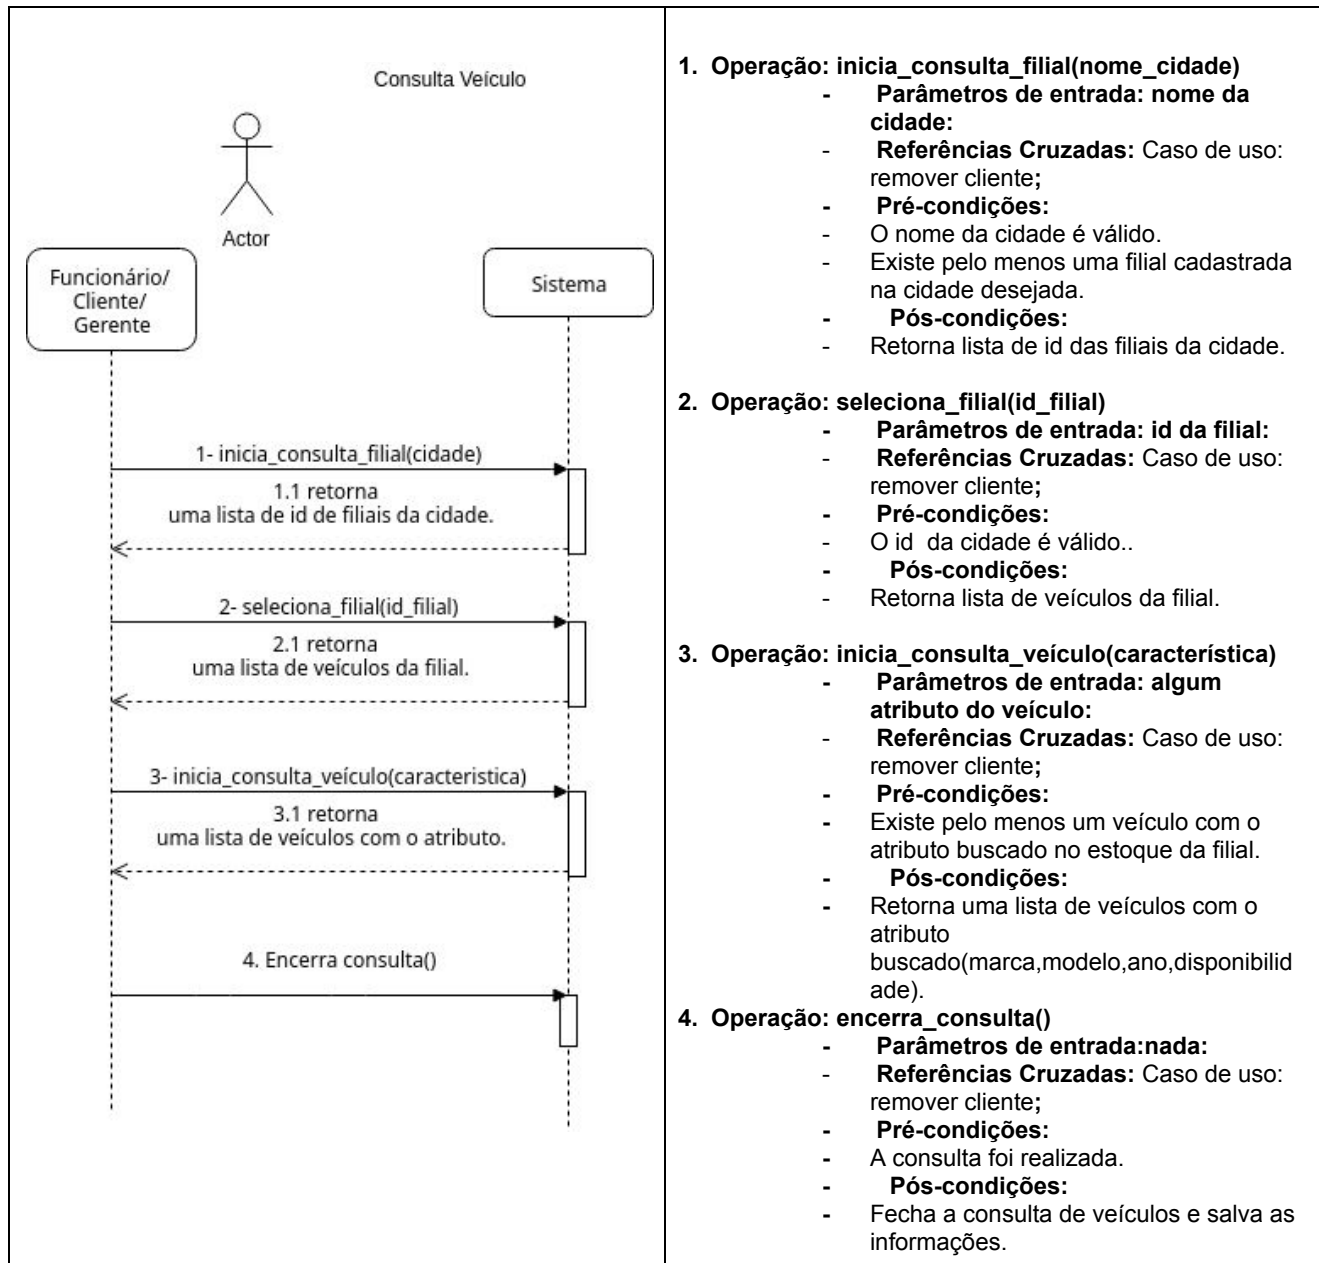 Consulta Veículo
Actor
Funcionário/
Cliente/
Gerente
Sistema
1- inicia_consulta_filial(cidade)
1.1 retorna
uma lista de id de filiais da cidade.
2- seleciona_filial(id_filial)
2.1 retorna
uma lista de veículos da filial.
3- inicia_consulta_veículo(caracteristica)
3.1 retorna
uma lista de veículos com o atributo.
4. Encerra consulta()
1. Operação: inicia_consulta_filial(nome_cidade)
- Parâmetros de entrada: nome da
cidade:
- Referências Cruzadas: Caso de uso:
remover cliente;
- Pré-condições:
- O nome da cidade é válido.
- Existe pelo menos uma filial cadastrada
na cidade desejada.
- Pós-condições:
- Retorna lista de id das filiais da cidade.
2. Operação: seleciona_filial(id_filial)
- Parâmetros de entrada: id da filial:
- Referências Cruzadas: Caso de uso:
remover cliente;
- Pré-condições:
- O id da cidade é válido..
- Pós-condições:
- Retorna lista de veículos da filial.
3. Operação: inicia_consulta_veículo(característica)
- Parâmetros de entrada: algum
atributo do veículo:
- Referências Cruzadas: Caso de uso:
remover cliente;
- Pré-condições:
- Existe pelo menos um veículo com o
atributo buscado no estoque da filial.
- Pós-condições:
- Retorna uma lista de veículos com o
atributo
buscado(marca,modelo,ano,disponibilid
ade).
4. Operação: encerra_consulta()
- Parâmetros de entrada:nada:
- Referências Cruzadas: Caso de uso:
remover cliente;
- Pré-condições:
- A consulta foi realizada.
- Pós-condições:
- Fecha a consulta de veículos e salva as
informações.